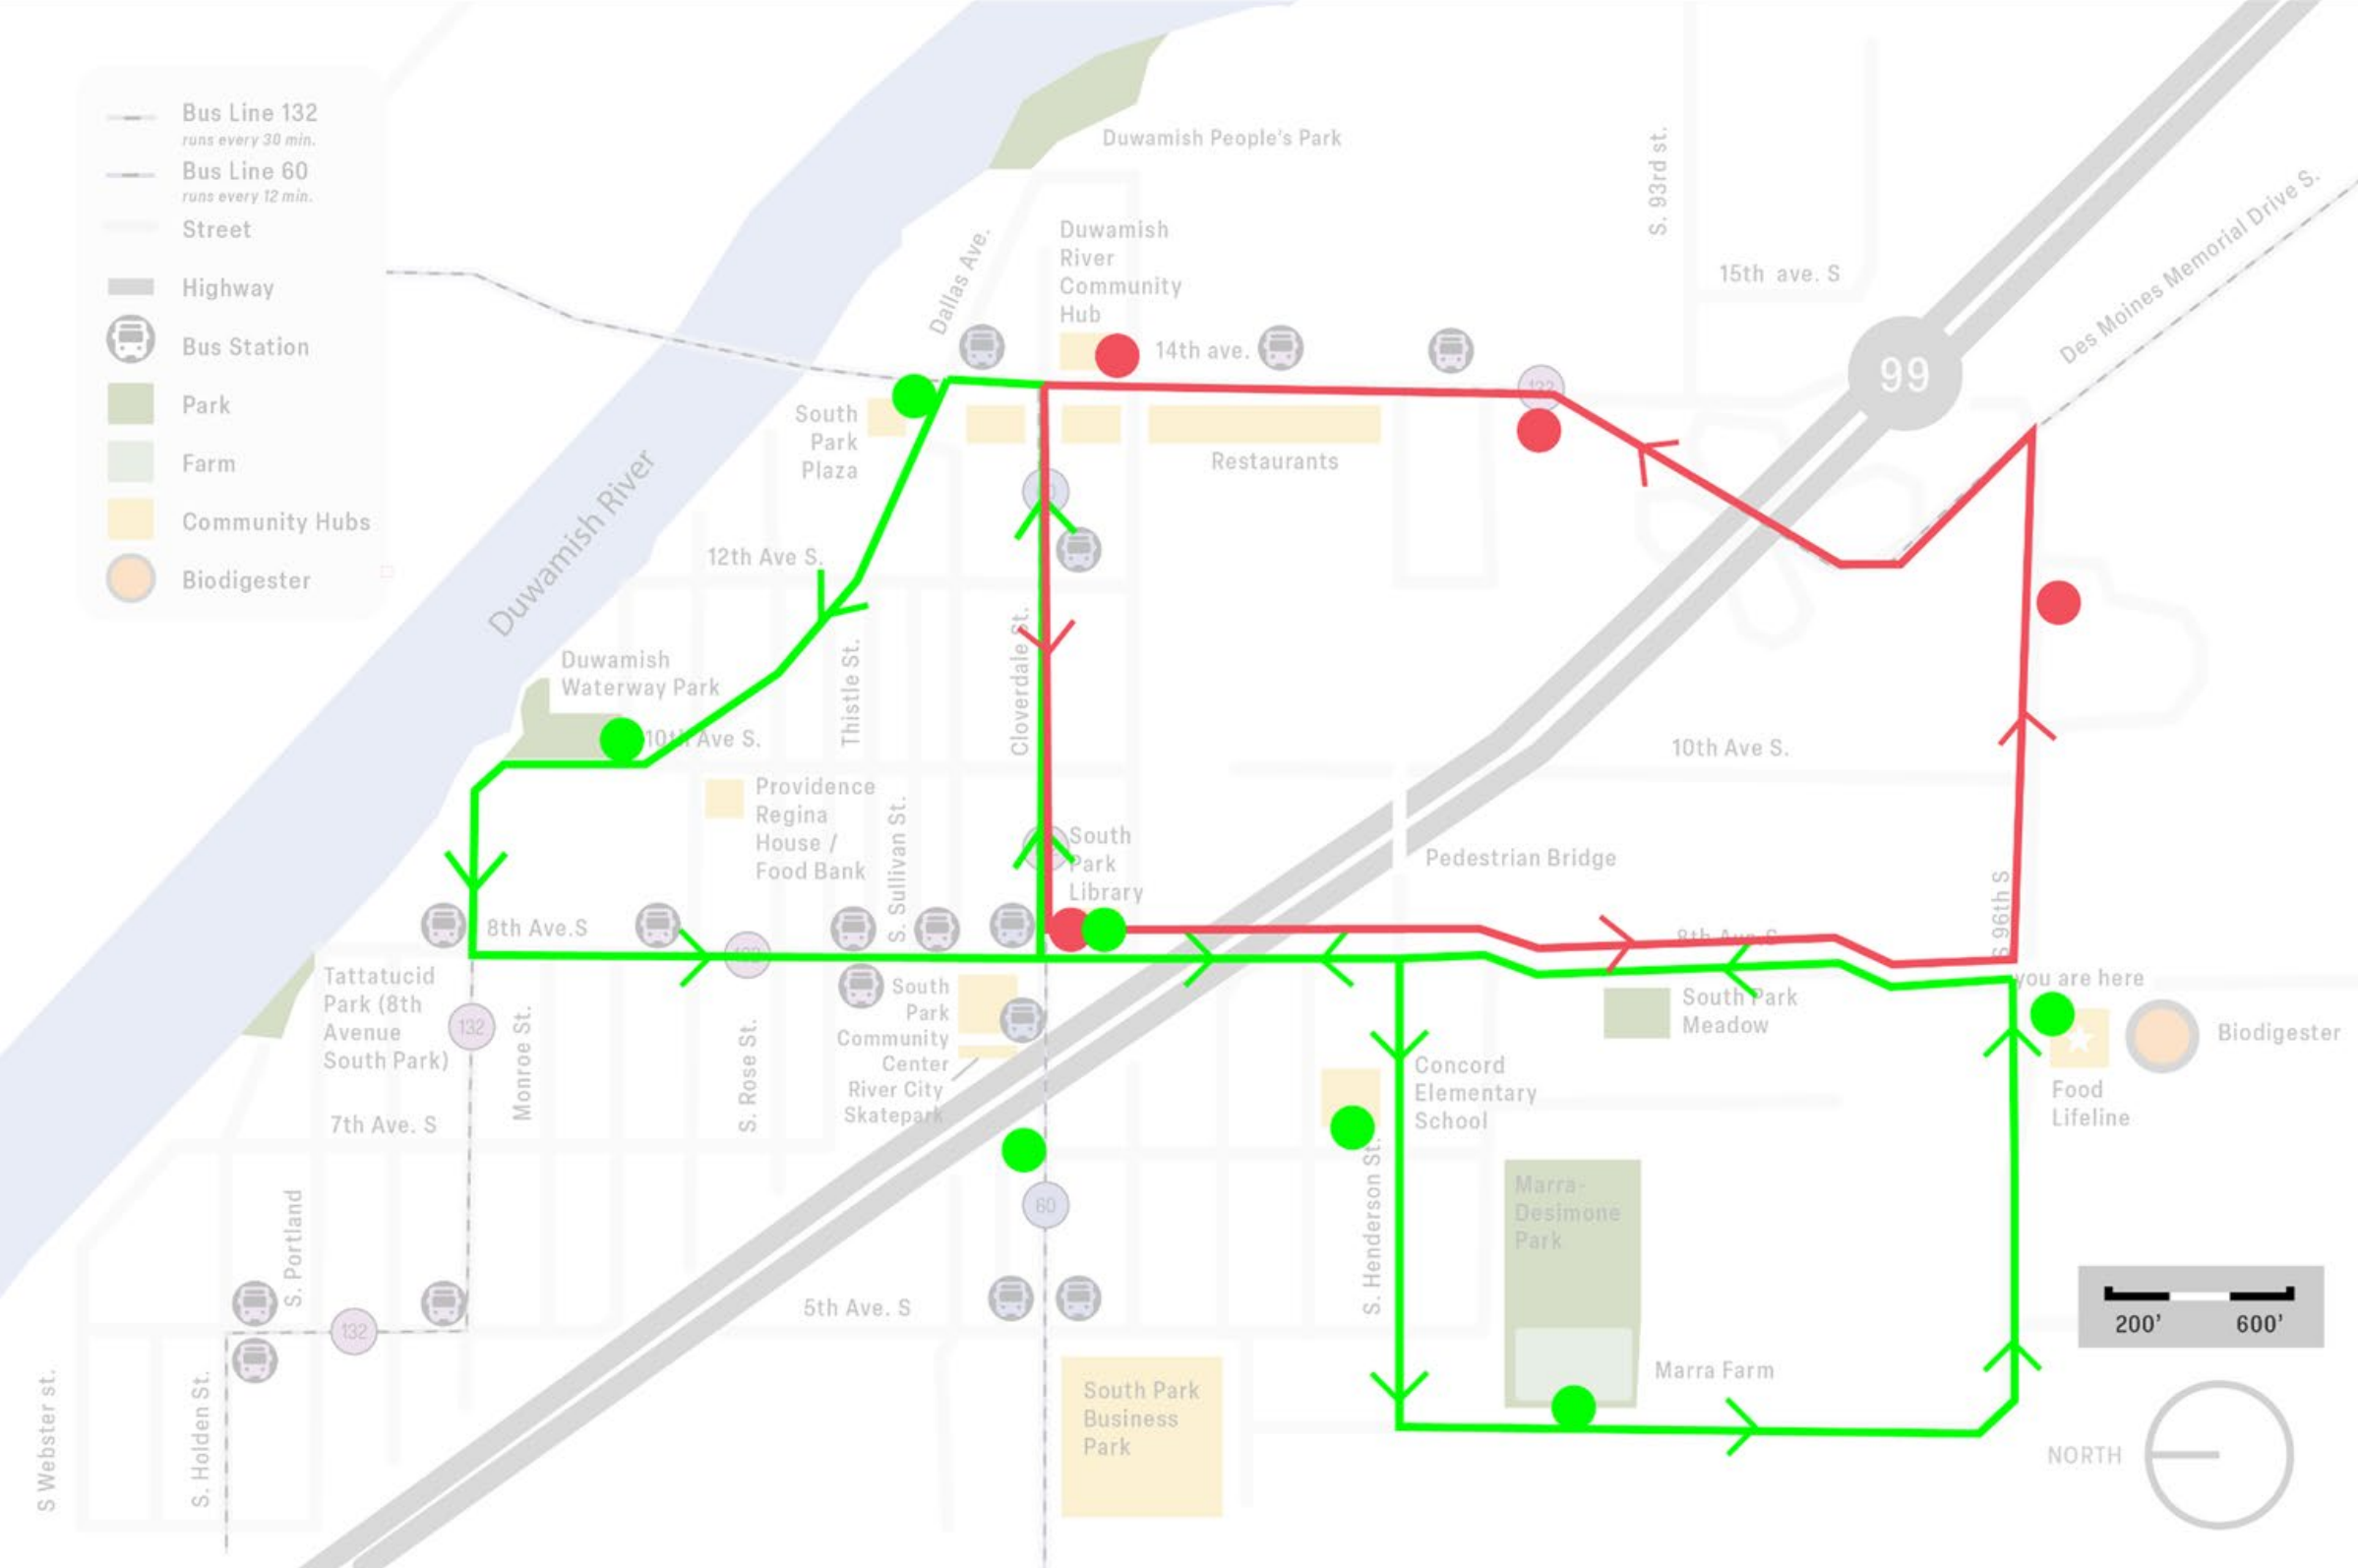 Bus Line 132
runs every 30 min.
Bus Line 60
runs every 12 min.
Street
Highway
Bus Station
Park
Farm
Community Hubs
Biodigester
Duwamish People's Park
S. 93rd st.
Des Moines Memorial Drive S.
Duwamish
River
Community
Hub
Dallas Ave.
15th ave. S
14th ave.
99
132
South
Park
Plaza
Restaurants
Duwamish River
12th Ave S.
Cloverdale St.
Thistle St.
Duwamish
Waterway Park
10th Ave S.
10th Ave S.
Providence
Regina
House /
Food Bank
S. Sullivan St.
South
Park
Library
Pedestrian Bridge
S 96th S
8th Ave.S
8th Ave.S
Tattatucid
Park (8th
Avenue
South Park)
132
Monroe St.
S. Rose St.
South
Park
Community
Center
River City
Skatepark
South Park
Meadow
you are here
Biodigester
Food
Lifeline
Concord
Elementary
School
7th Ave. S
S. Henderson St.
Marra-
Desimone
Park
60
S. Portland
5th Ave. S
132
200' 600'
Marra Farm
South Park
Business
Park
S Webster st.
S. Holden St.
NORTH